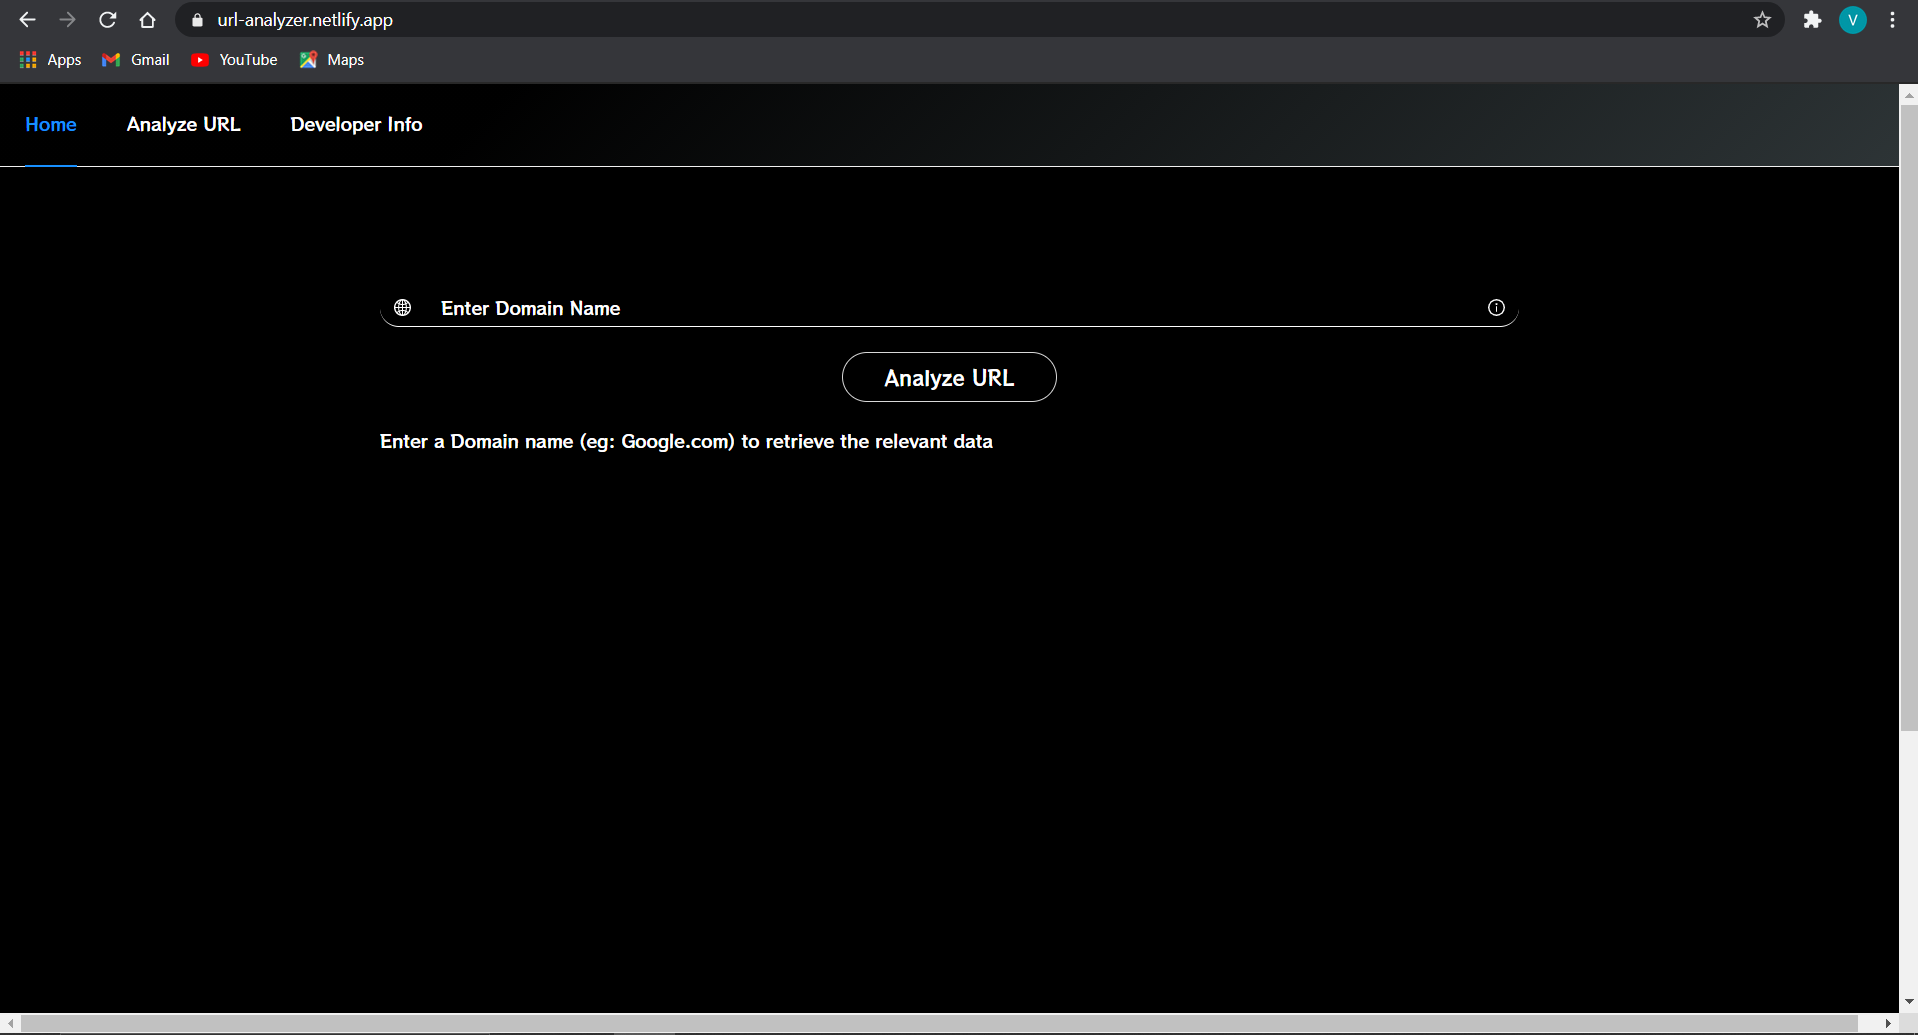 url-analyzer.netlify.app
V
Apps Gmail YouTube Maps
Home Analyze URL Developer Info
Enter Domain Name
Analyze URL
Enter a Domain name (eg: Google.com) to retrieve the relevant data